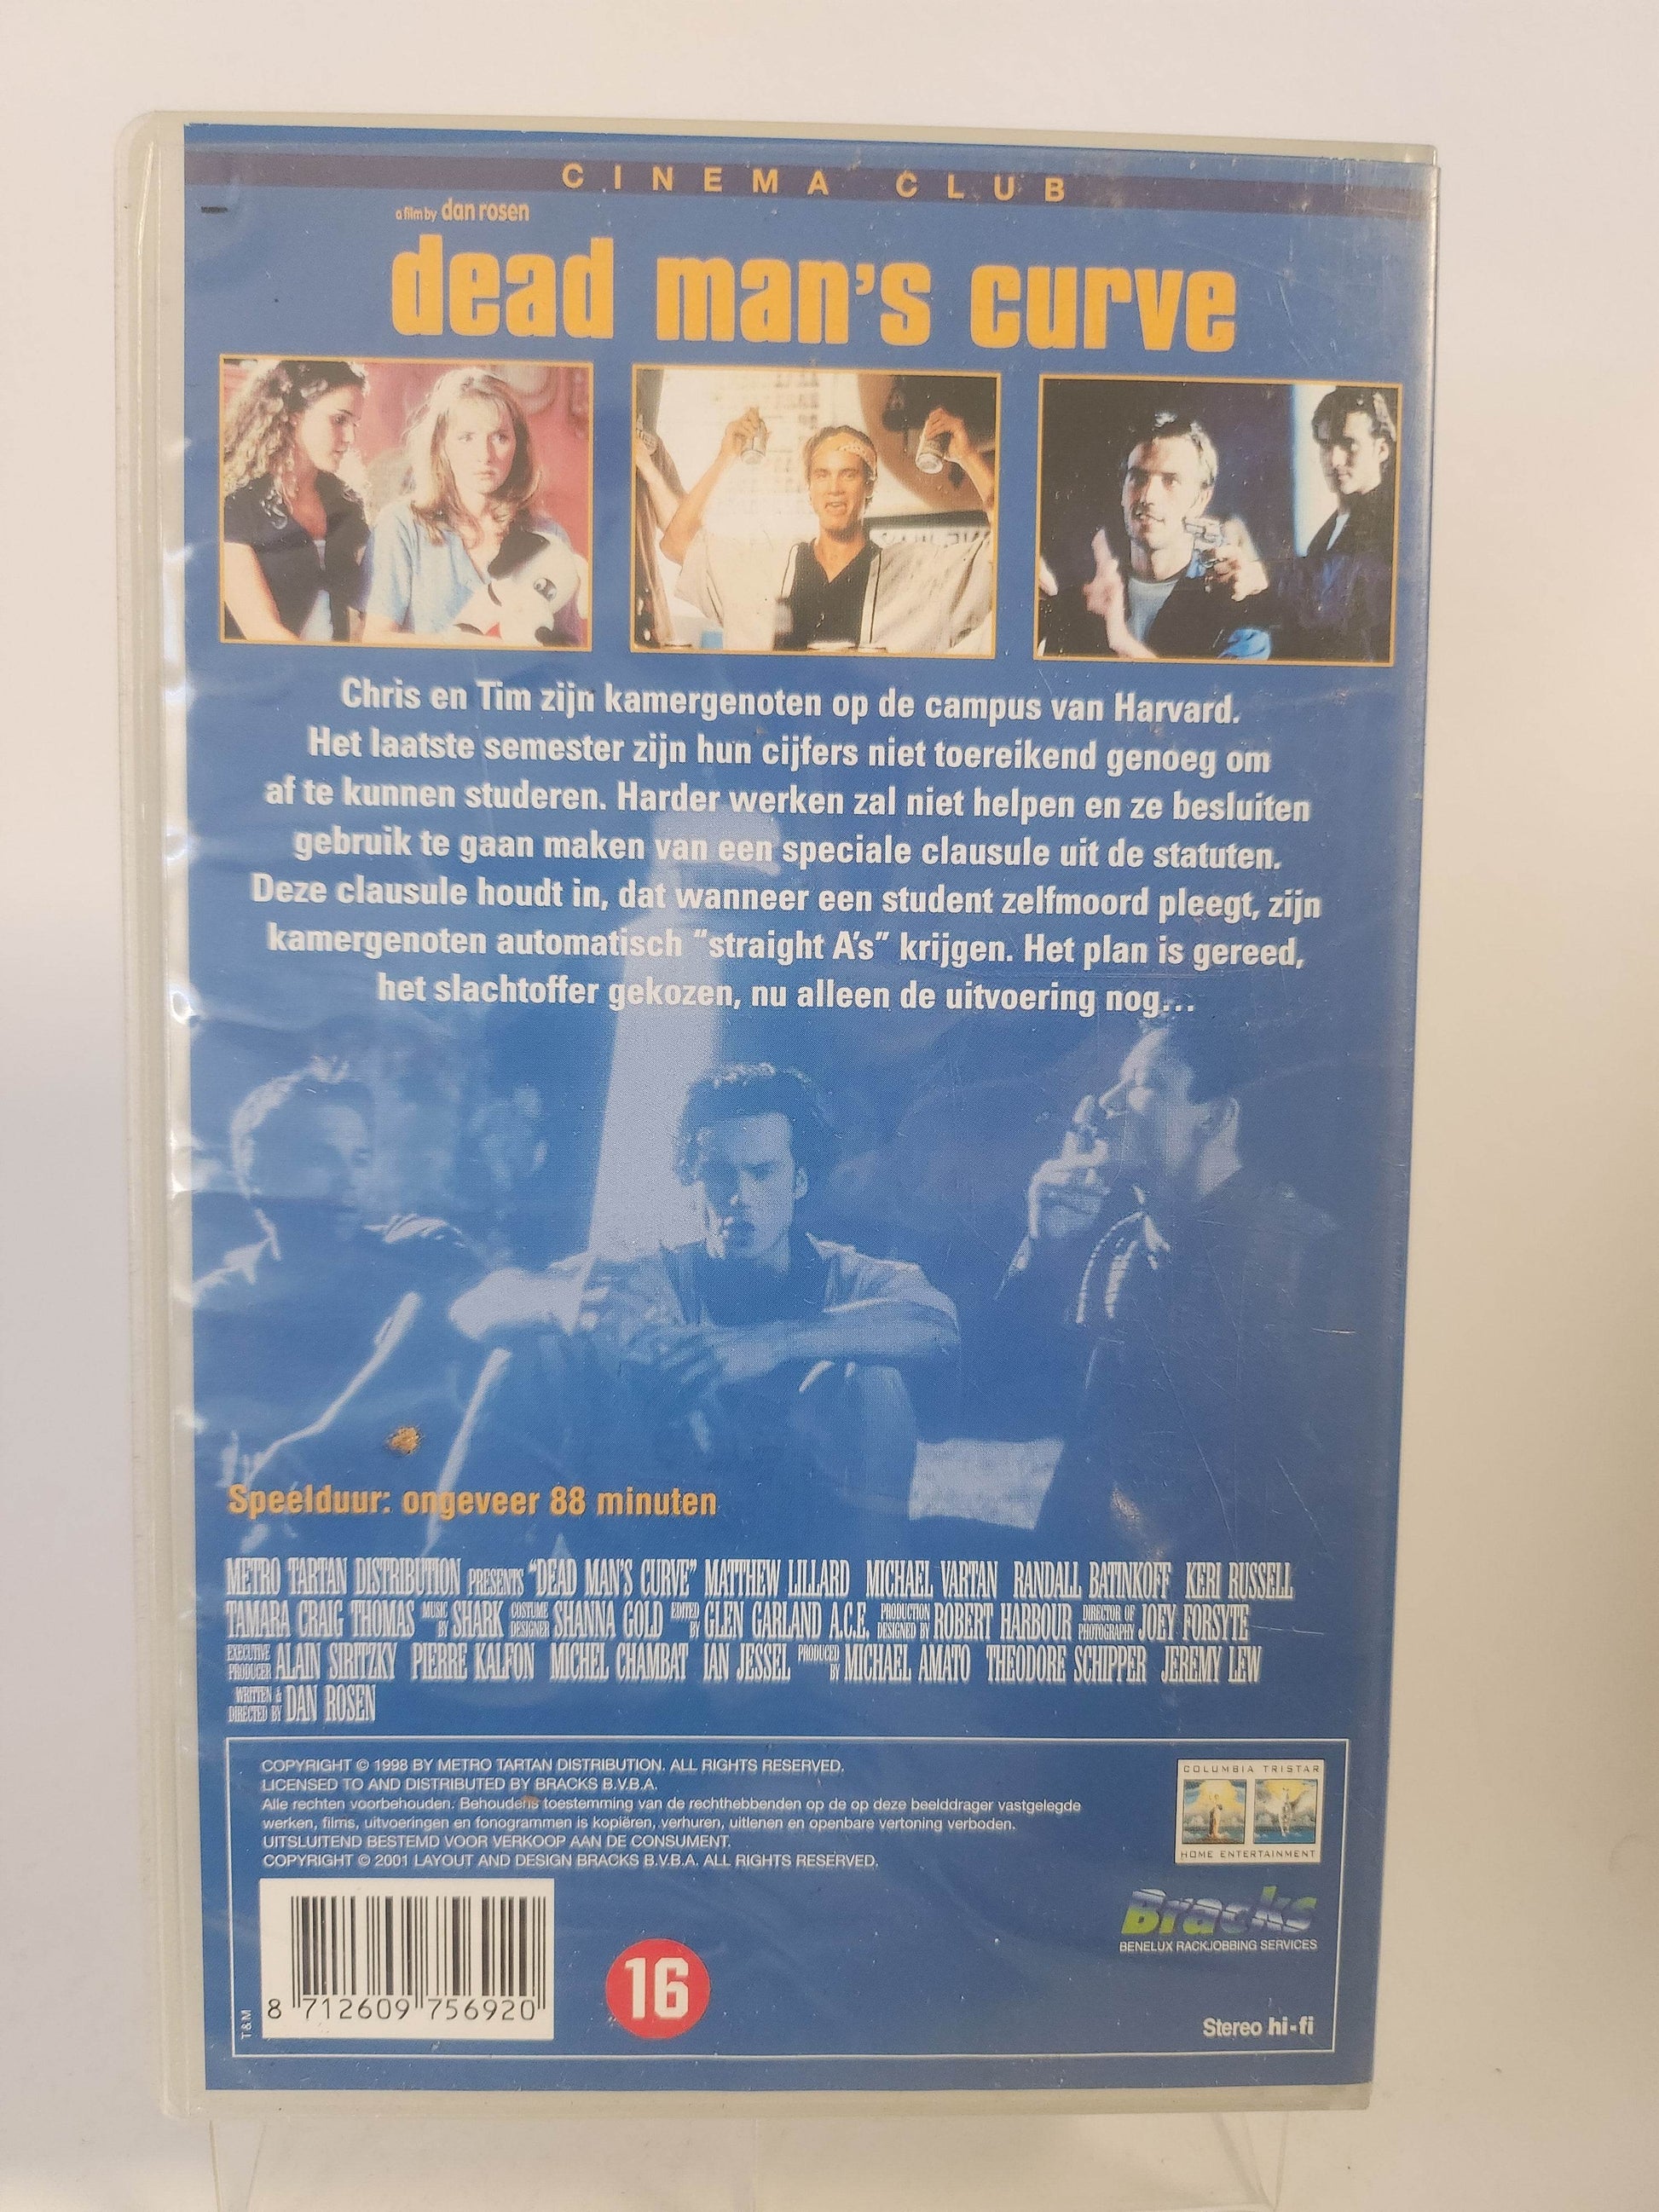 CINEMA CLUB
a film by dan rosen
dead man's curve
Chris en Tim zijn kamergenoten op de campus van Harvard.
Het laatste semester zijn hun cijfers niet toereikend genoeg om
af te kunnen studeren. Harder werken zal niet helpen en ze besluiten
gebruik te gaan maken van een speciale clausule uit de statuten.
Deze clausule houdt in, dat wanneer een student zelfmoord pleegt, zijn
kamergenoten automatisch "straight A's" krijgen. Het plan is gereed,
het slachtoffer gekozen, nu alleen de uitvoering nog...
Speelduur: ongeveer 88 minuten
METRO TARTAN DISTRIBUTION PRESENTS "DEAD MAN'S CURVE" MATTHEW LILLARD MICHAEL VARTAN RANDALL BATINKOFF KERI RUSSELL
TAMARA CRAIG THOMAS MUSIC BY SHARK COSTUME DESIGNER SHANNA GOLD EDITED BY GLEN GARLAND A.C.E. PRODUCTION DESIGNED BY ROBERT HARBOUR DIRECTOR OF PHOTOGRAPHY JOEY FORSYTE
EXECUTIVE PRODUCER ALAIN SIRITZKY PIERRE KALFON MICHEL CHAMBAT IAN JESSEL PRODUCED BY MICHAEL AMATO THEODORE SCHIPPER JEREMY LEW
WRITTEN & DIRECTED BY DAN ROSEN
COPYRIGHT © 1998 BY METRO TARTAN DISTRIBUTION. ALL RIGHTS RESERVED.
LICENSED TO AND DISTRIBUTED BY BRACKS B.V.B.A.
Alle rechten voorbehouden. Behoudens toestemming van de rechthebbenden op de op deze beelddrager vastgelegde
werken, films, uitvoeringen en fonogrammen is kopiëren, verhuren, uitlenen en openbare vertoning verboden.
UITSLUITEND BESTEMD VOOR VERKOOP AAN DE CONSUMENT.
COPYRIGHT © 2001 LAYOUT AND DESIGN BRACKS B.V.B.A. ALL RIGHTS RESERVED.
COLUMBIA TRISTAR
HOME ENTERTAINMENT
Bracks
BENELUX RACKJOBBING SERVICES
T&M
8 712609 756920
16
Stereo hi-fi